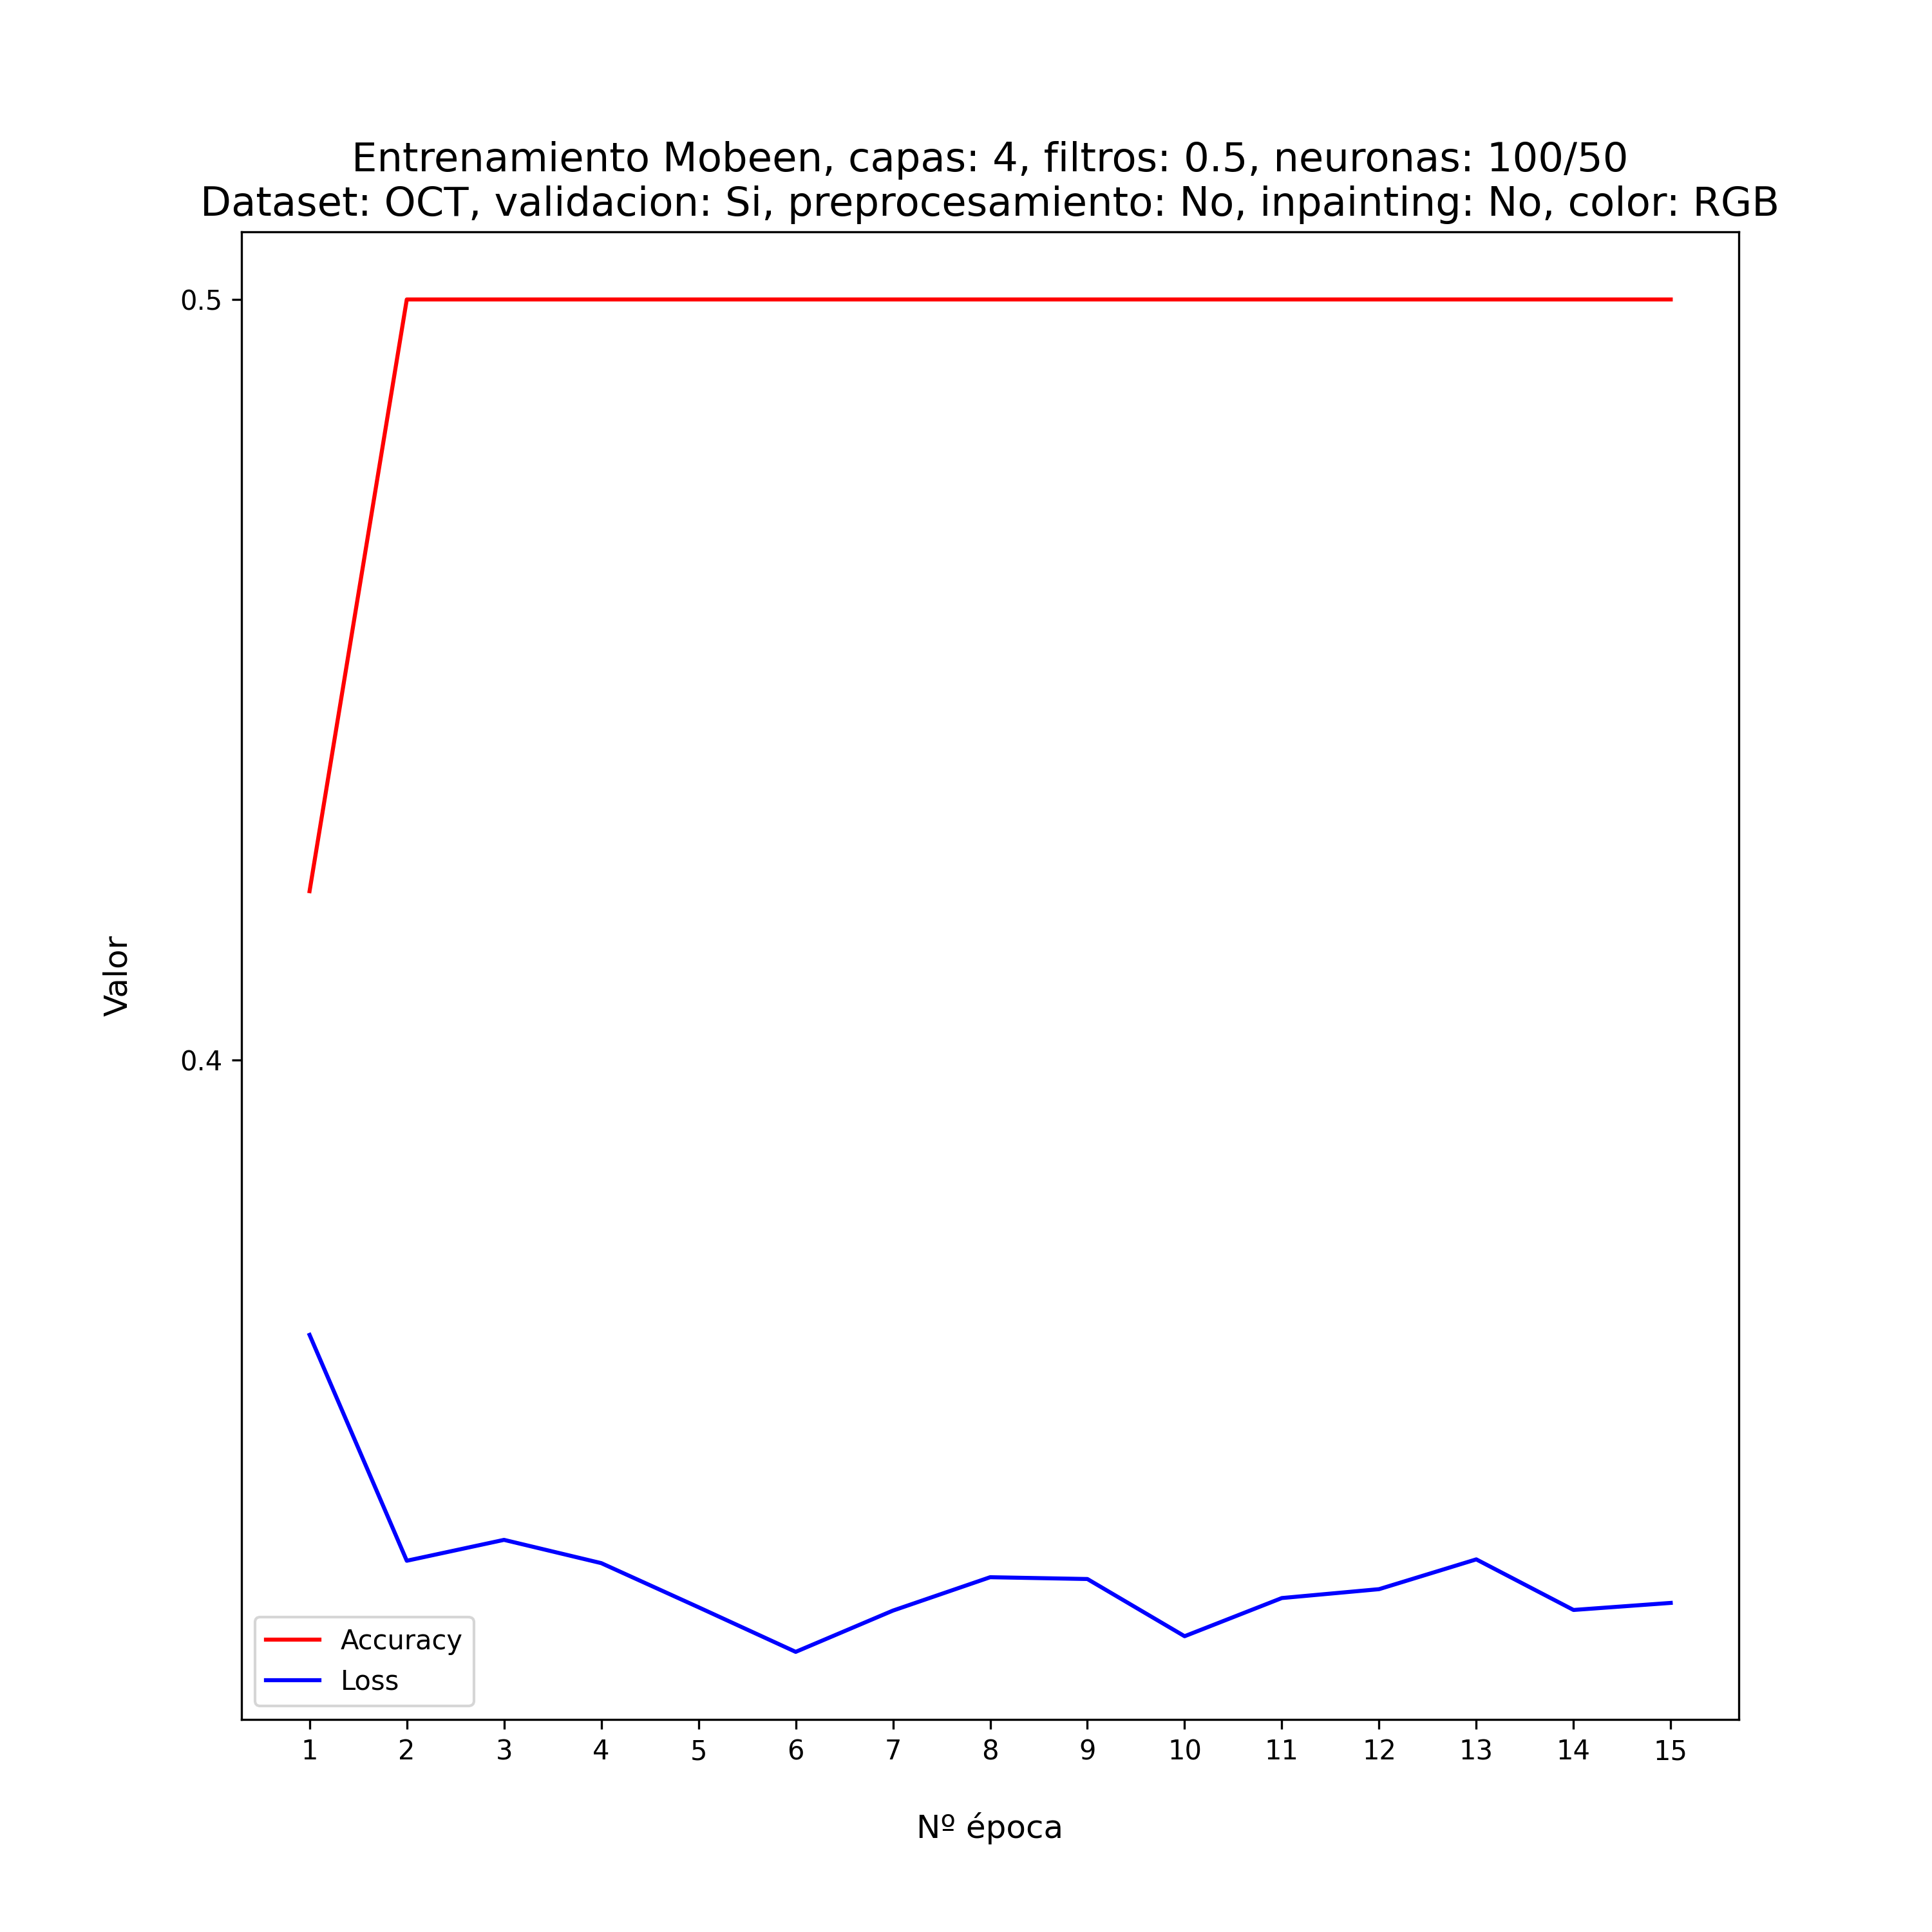 Entrenamiento Mobeen, capas: 4, filtros: 0.5, neuronas: 100/50
Dataset: OCT, validacion: Si, preprocesamiento: No, inpainting: No, color: RGB
0.5
0.4
Valor
Accuracy
Loss
1 2 3 4 5 6 7 8 9 10 11 12 13 14 15
Nº época